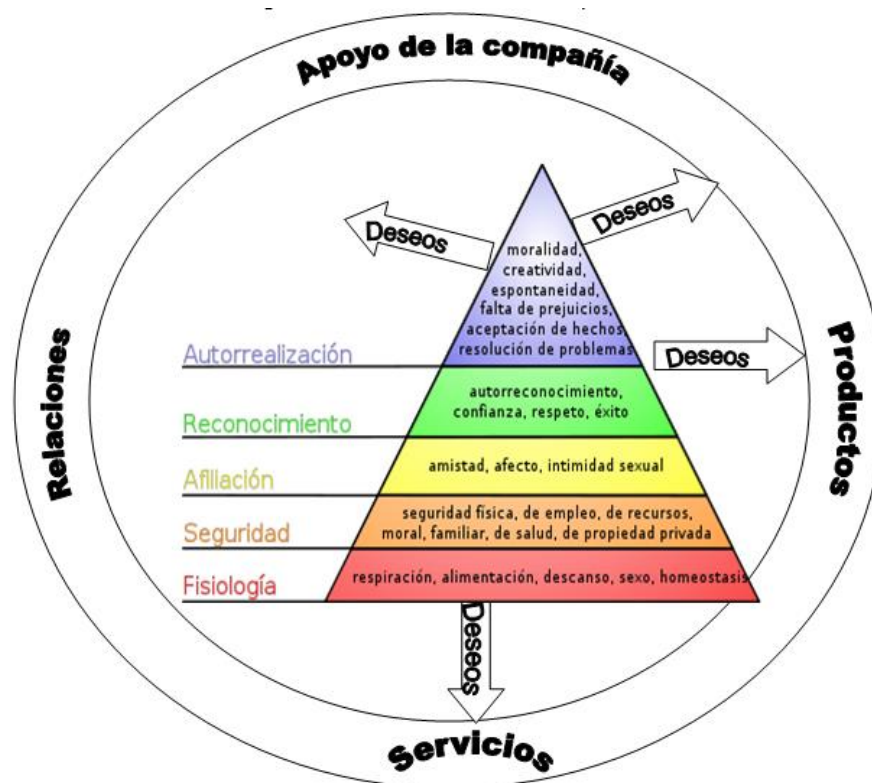 Apoyo de la compañía
Deseos
Deseos
moralidad,
creatividad,
espontaneidad,
falta de prejuicios,
aceptación de hechos,
resolución de problemas
Autorrealización
Deseos
Relaciones
Productos
autorreconocimiento,
confianza, respeto, éxito
Reconocimiento
amistad, afecto, intimidad sexual
Afiliación
seguridad física, de empleo, de recursos,
moral, familiar, de salud, de propiedad privada
Seguridad
respiración, alimentación, descanso, sexo, homeostasis
Fisiología
Deseos
Servicios